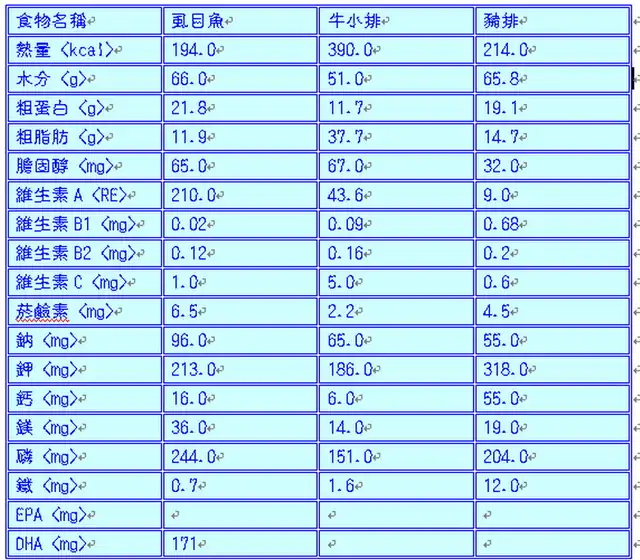 食物名稱 虱目魚 牛小排 豬排
熱量 (kcal) 194.0 390.0 214.0
水分 (g) 66.0 51.0 65.8
粗蛋白 (g) 21.8 11.7 19.1
粗脂肪 (g) 11.9 37.7 14.7
膽固醇 (mg) 65.0 67.0 32.0
維生素 A (RE) 210.0 43.6 9.0
維生素 B1 (mg) 0.02 0.09 0.68
維生素 B2 (mg) 0.12 0.16 0.2
維生素 C (mg) 1.0 5.0 0.6
菸鹼素 (mg) 6.5 2.2 4.5
鈉 (mg) 96.0 65.0 55.0
鉀 (mg) 213.0 186.0 318.0
鈣 (mg) 16.0 6.0 55.0
鎂 (mg) 36.0 14.0 19.0
磷 (mg) 244.0 151.0 204.0
鐵 (mg) 0.7 1.6 12.0
EPA (mg)
DHA (mg) 171